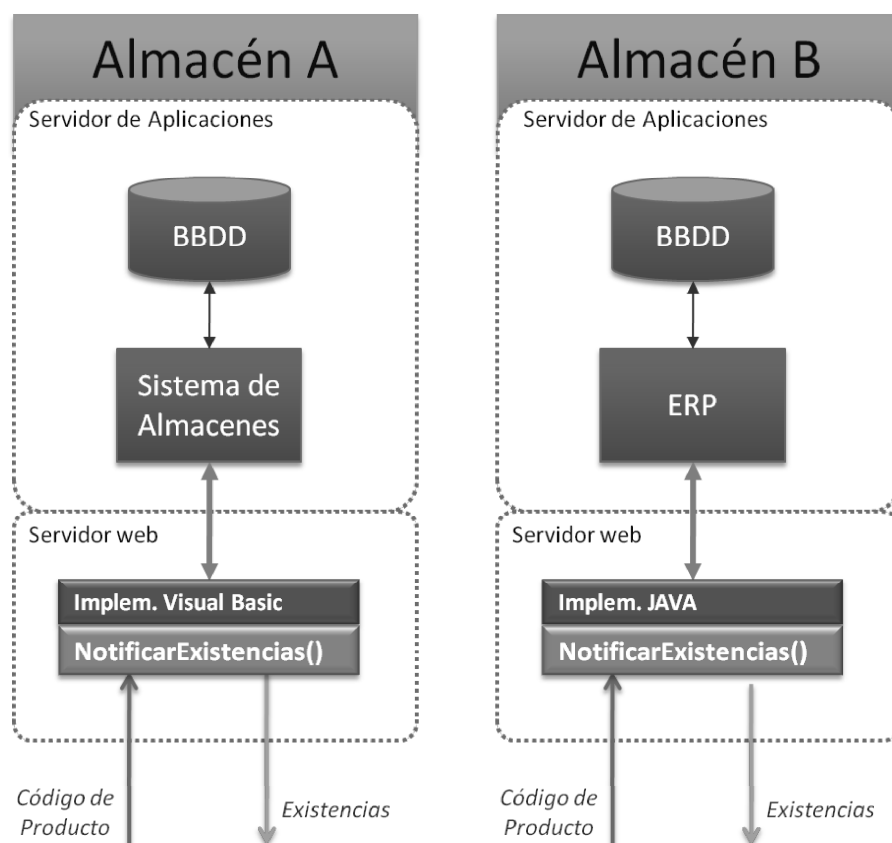 Almacén A
Servidor de Aplicaciones
BBDD
Sistema de
Almacenes
Servidor web
Implem. Visual Basic
NotificarExistencias()
Código de
Producto
Existencias
Almacén B
Servidor de Aplicaciones
BBDD
ERP
Servidor web
Implem. JAVA
NotificarExistencias()
Código de
Producto
Existencias